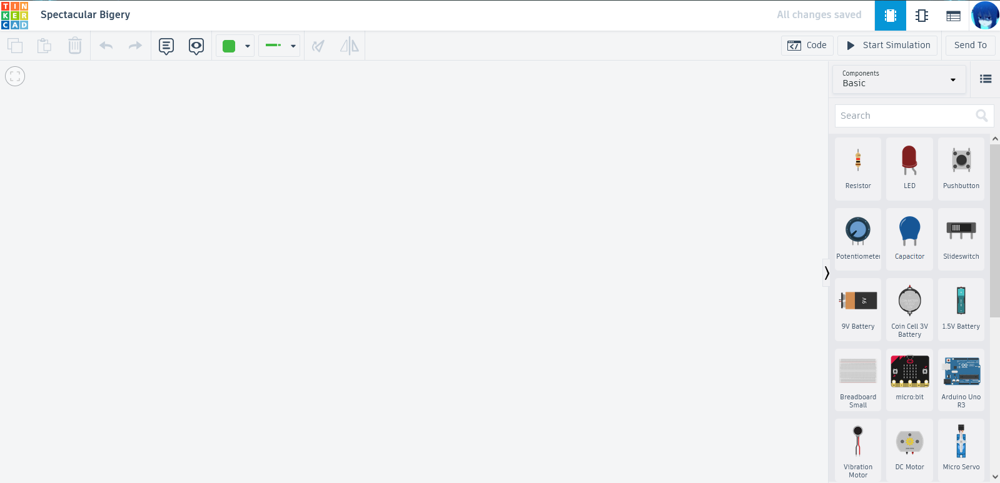 TIN
KER
CAD
Spectacular Bigery
All changes saved
Code
Start Simulation
Send To
Components
Basic
Search
Resistor
LED
Pushbutton
Potentiometer
Capacitor
Slideswitch
9V
9V Battery
Coin Cell 3V
Battery
1.5V Battery
Breadboard
Small
micro:bit
Arduino Uno
R3
Vibration
Motor
DC Motor
Micro Servo